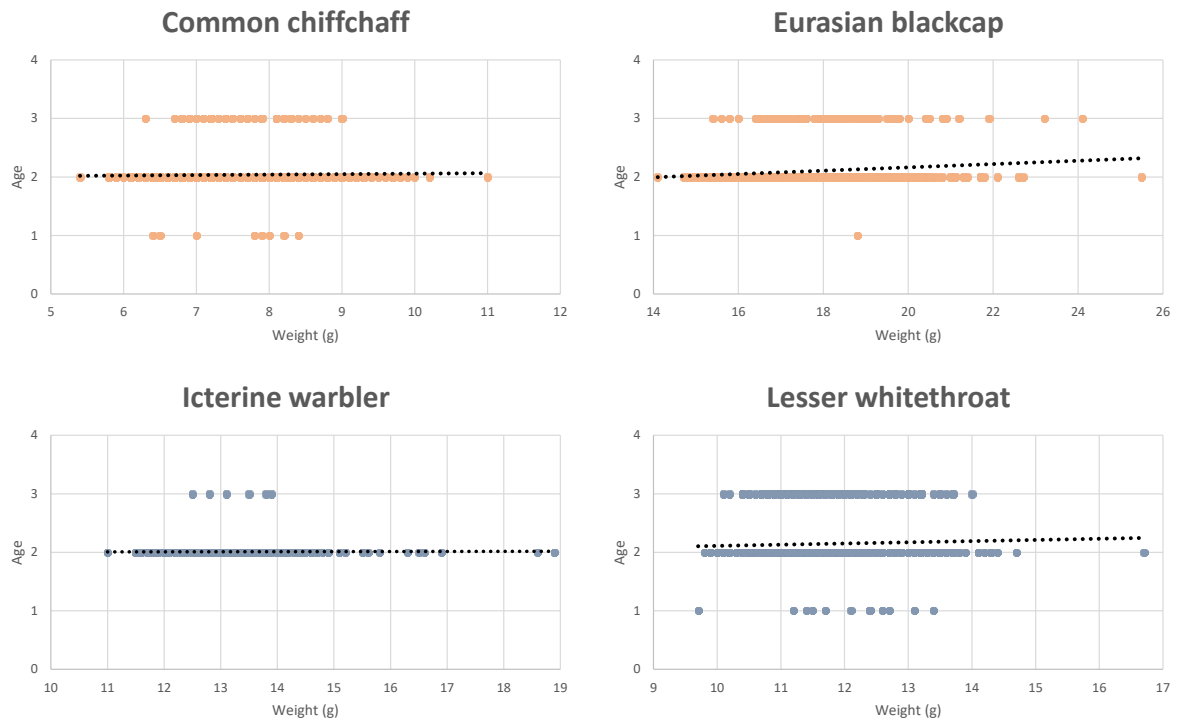 Common chiffchaff
4
3
2
1
0
Age
5 6 7 8 9 10 11 12
Weight (g)
Eurasian blackcap
4
3
2
1
0
Age
14 16 18 20 22 24 26
Weight (g)
Icterine warbler
4
3
2
1
0
Age
10 11 12 13 14 15 16 17 18 19
Weight (g)
Lesser whitethroat
4
3
2
1
0
Age
9 10 11 12 13 14 15 16 17
Weight (g)